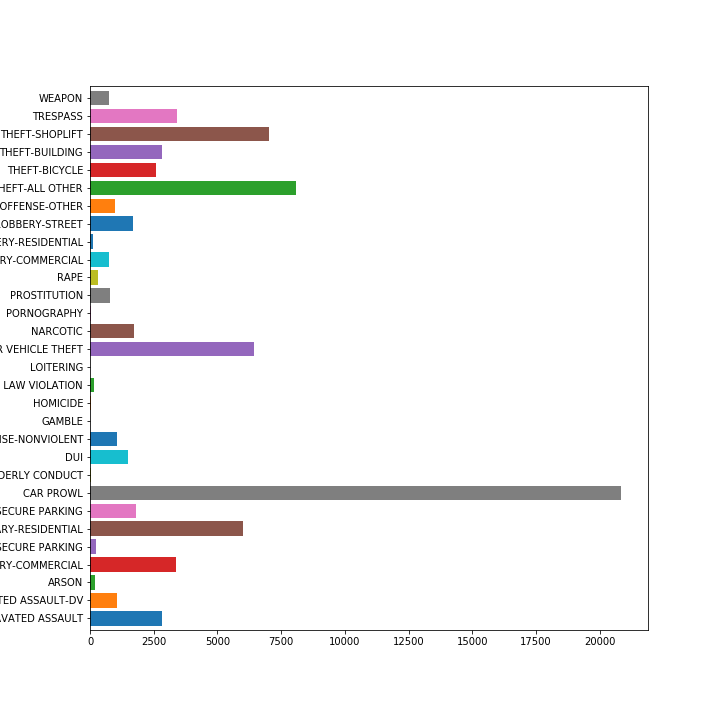 WEAPON
TRESPASS
THEFT-SHOPLIFT
THEFT-BUILDING
THEFT-BICYCLE
HEFT-ALL OTHER
OFFENSE-OTHER
OBBERY-STREET
ERY-RESIDENTIAL
RY-COMMERCIAL
RAPE
PROSTITUTION
PORNOGRAPHY
NARCOTIC
R VEHICLE THEFT
LOITERING
LAW VIOLATION
HOMICIDE
GAMBLE
NSE-NONVIOLENT
DUI
DERLY CONDUCT
CAR PROWL
SECURE PARKING
ARY-RESIDENTIAL
SECURE PARKING
RY-COMMERCIAL
ARSON
TED ASSAULT-DV
AVATED ASSAULT
0 2500 5000 7500 10000 12500 15000 17500 20000